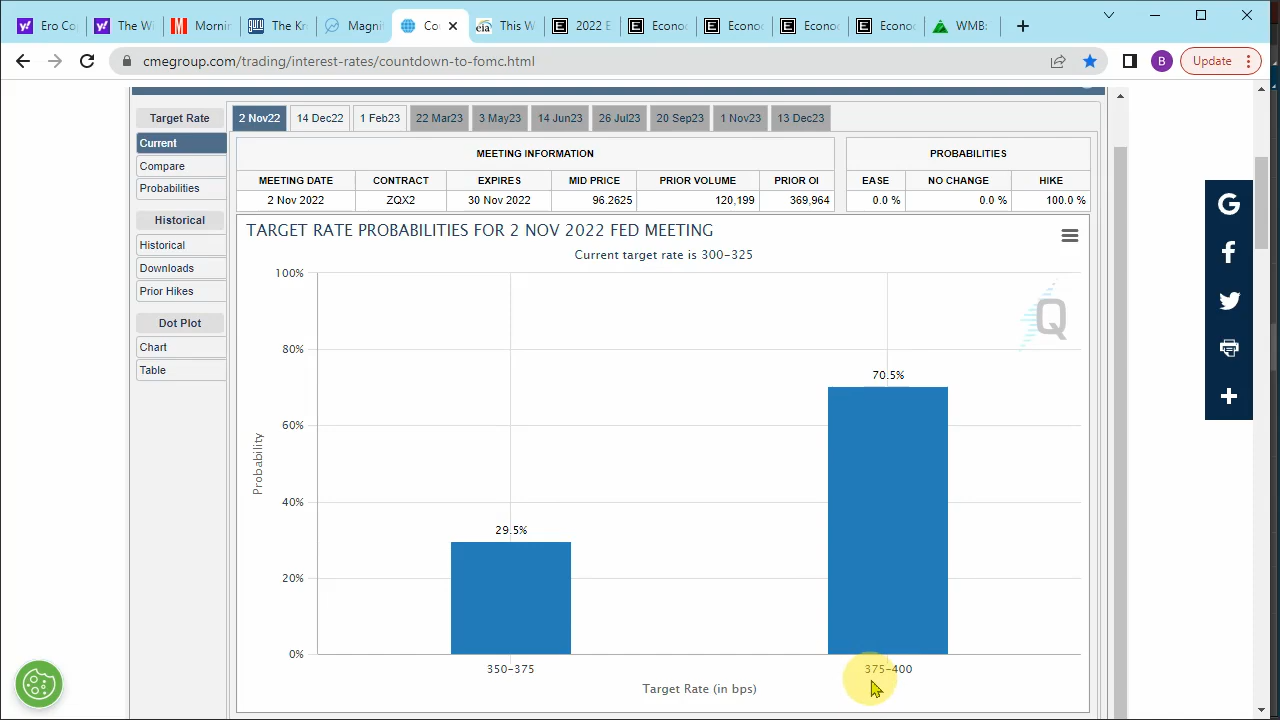 Ero Co
The W
Mornin
The Kr
Magni
Co
eia This W
E 2022 E
E Econo
E Econo
E Econo
E Econo
WMB:
cmegroup.com/trading/interest-rates/countdown-to-fomc.html
B
Update
Target Rate
Current
Compare
Probabilities
Historical
Historical
Downloads
Prior Hikes
Dot Plot
Chart
Table
2 Nov22 14 Dec22 1 Feb23 22 Mar23 3 May23 14 Jun23 26 Jul23 20 Sep23 1 Nov23 13 Dec23
MEETING INFORMATION
MEETING DATE CONTRACT EXPIRES MID PRICE PRIOR VOLUME PRIOR OI
2 Nov 2022 ZQX2 30 Nov 2022 96.2625 120,199 369,964
PROBABILITIES
EASE NO CHANGE HIKE
0.0 % 0.0 % 100.0 %
TARGET RATE PROBABILITIES FOR 2 NOV 2022 FED MEETING
Current target rate is 300-325
Q
Probability
100%
80%
60%
40%
20%
0%
29.5%
70.5%
350-375
375-400
Target Rate (in bps)
G
f